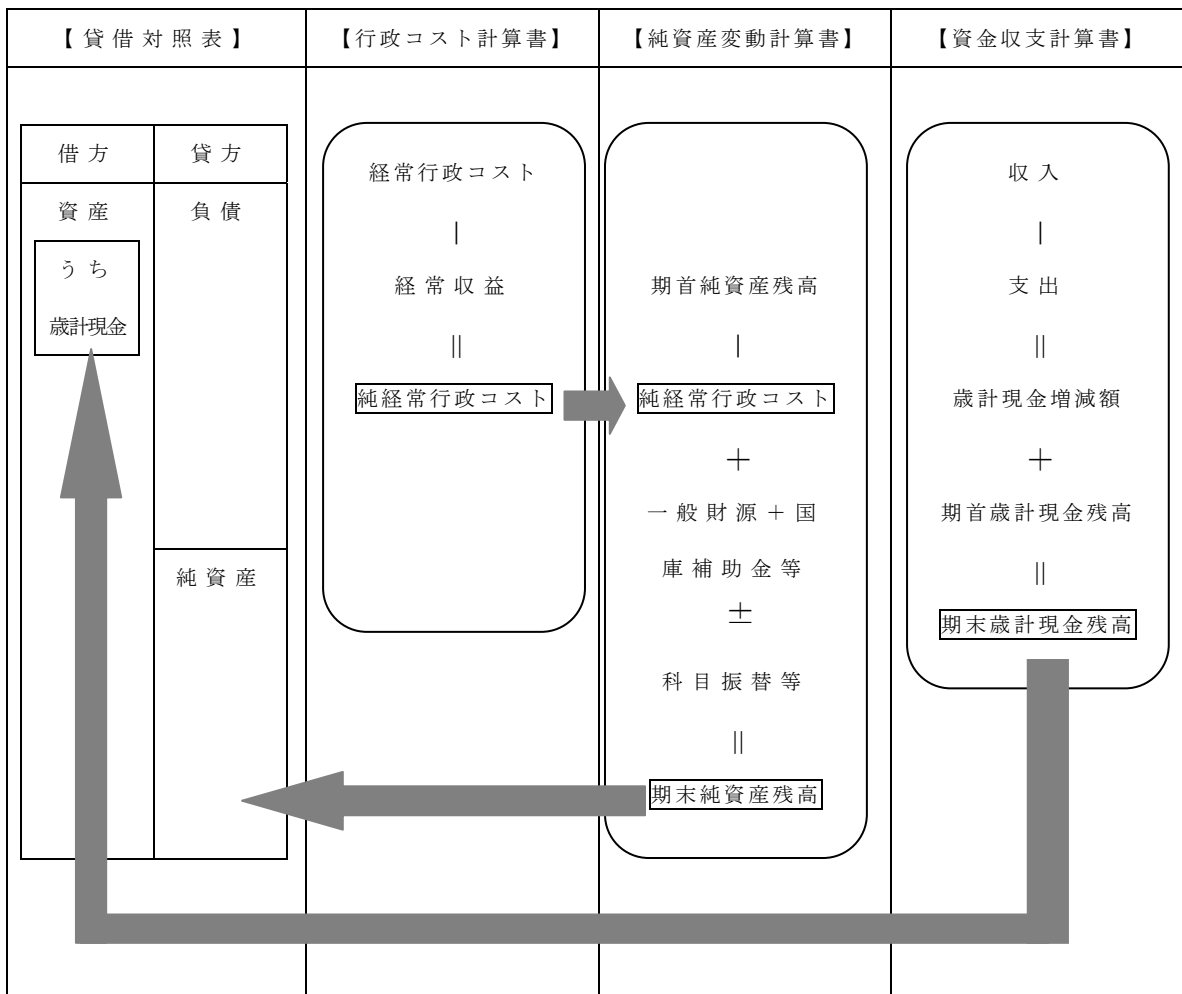 【貸借対照表】
【行政コスト計算書】
【純資産変動計算書】
【資金収支計算書】
借方
貸方
資産
負債
うち
歳計現金
純資産
経常行政コスト
－
経常収益
＝
純経常行政コスト
期首純資産残高
－
純経常行政コスト
＋
一般財源＋国
庫補助金等
±
科目振替等
＝
期末純資産残高
収入
－
支出
＝
歳計現金増減額
＋
期首歳計現金残高
＝
期末歳計現金残高